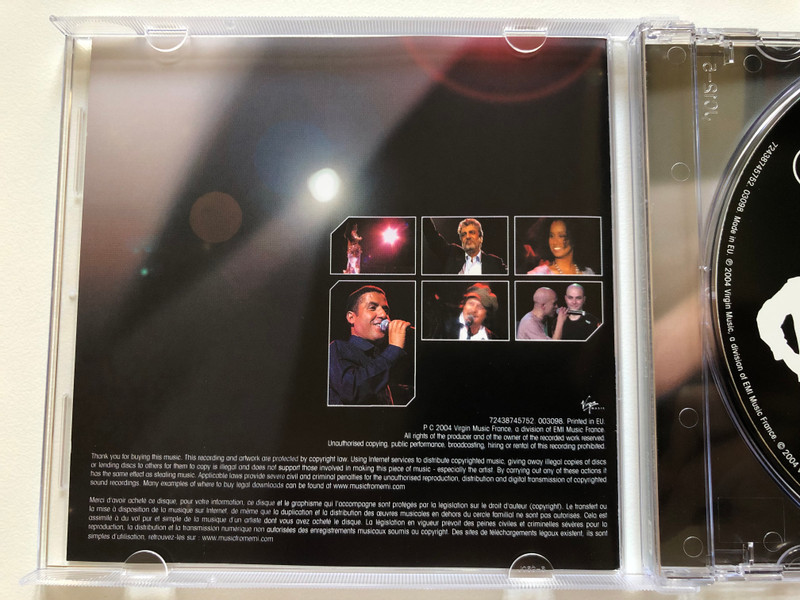 Virgin
MUSIC
72438745752. 003098. Printed in EU.
P C 2004 Virgin Music France, a division of EMI Music France.
All rights of the producer and of the owner of the recorded work reserved.
Unauthorised copying, public performance, broadcasting, hiring or rental of this recording prohibited.
Thank you for buying this music. This recording and artwork are protected by copyright law. Using Internet services to distribute copyrighted music, giving away illegal copies of discs
or lending discs to others for them to copy is illegal and does not support those involved in making this piece of music - especially the artist. By carrying out any of these actions it
has the same effect as stealing music. Applicable laws provide severe civil and criminal penalties for the unauthorised reproduction, distribution and digital transmission of copyrighted
sound recordings. Many examples of where to buy legal downloads can be found at www.musicfromemi.com
Merci d'avoir acheté ce disque, pour votre information, ce disque et le graphisme qui l'accompagne sont protégés par la législation sur le droit d'auteur (copyright). Le transfert ou
la mise à disposition de la musique sur Internet, de même que la duplication et la distribution des œuvres musicales en dehors du cercle familial ne sont pas autorisés. Cela est
assimilé à du vol pur et simple de la musique d'un artiste dont vous avez acheté le disque. La législation en vigueur prévoit des peines civiles et criminelles sévères pour la
reproduction, la distribution et la transmission numérique non autorisées des enregistrements musicaux soumis au copyright. Des sites de téléchargements légaux existent, ils sont
simples d'utilisation, retrouvez-les sur : www.musicfromemi.com
72438745752. 03098. Made in EU. ℗ © 2004 Virgin Music, a division of EMI Music France. © 2004